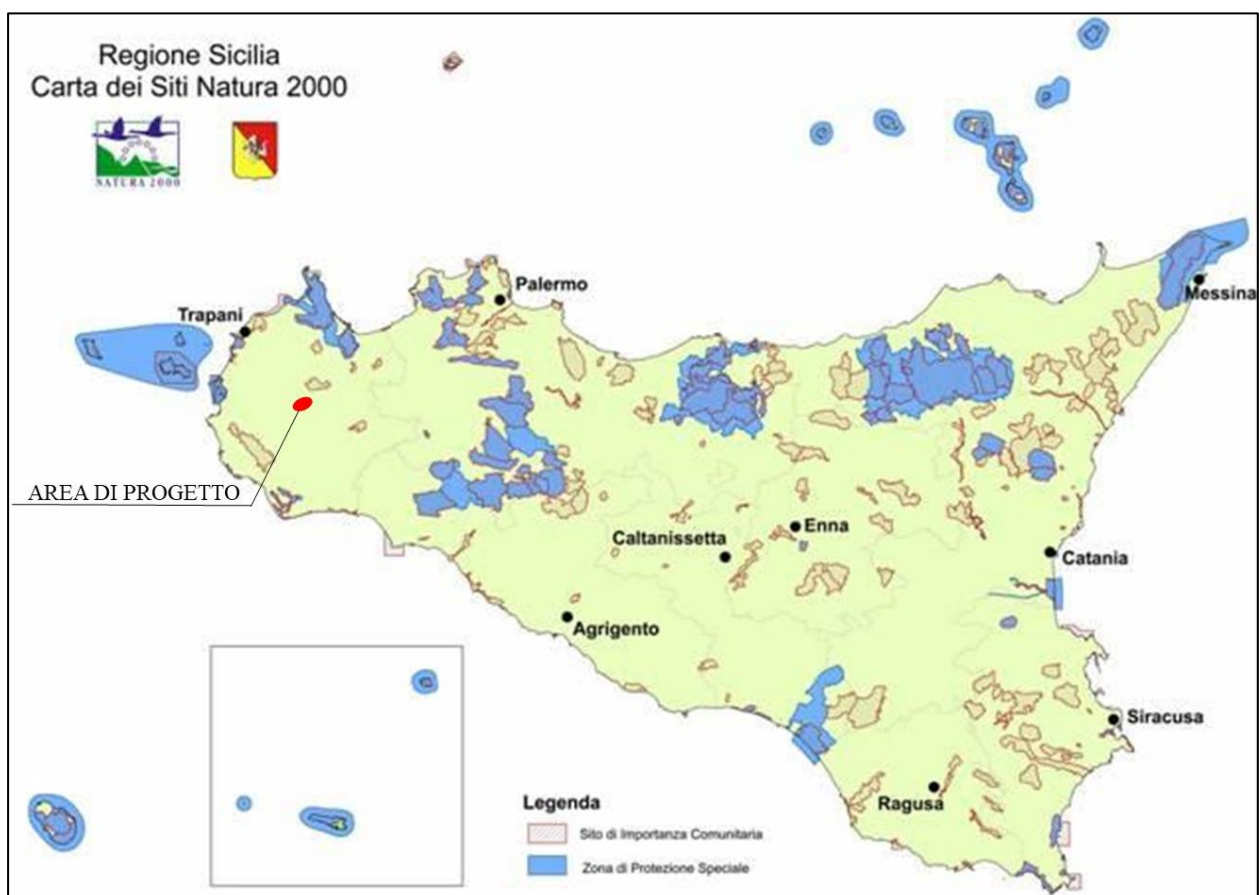 Regione Sicilia
Carta dei Siti Natura 2000
NATURA 2000
Palermo
Trapani
Messina
AREA DI PROGETTO
Enna
Caltanissetta
Catania
Agrigento
Siracusa
Ragusa
Legenda
Sito di Importanza Comunitaria
Zona di Protezione Speciale